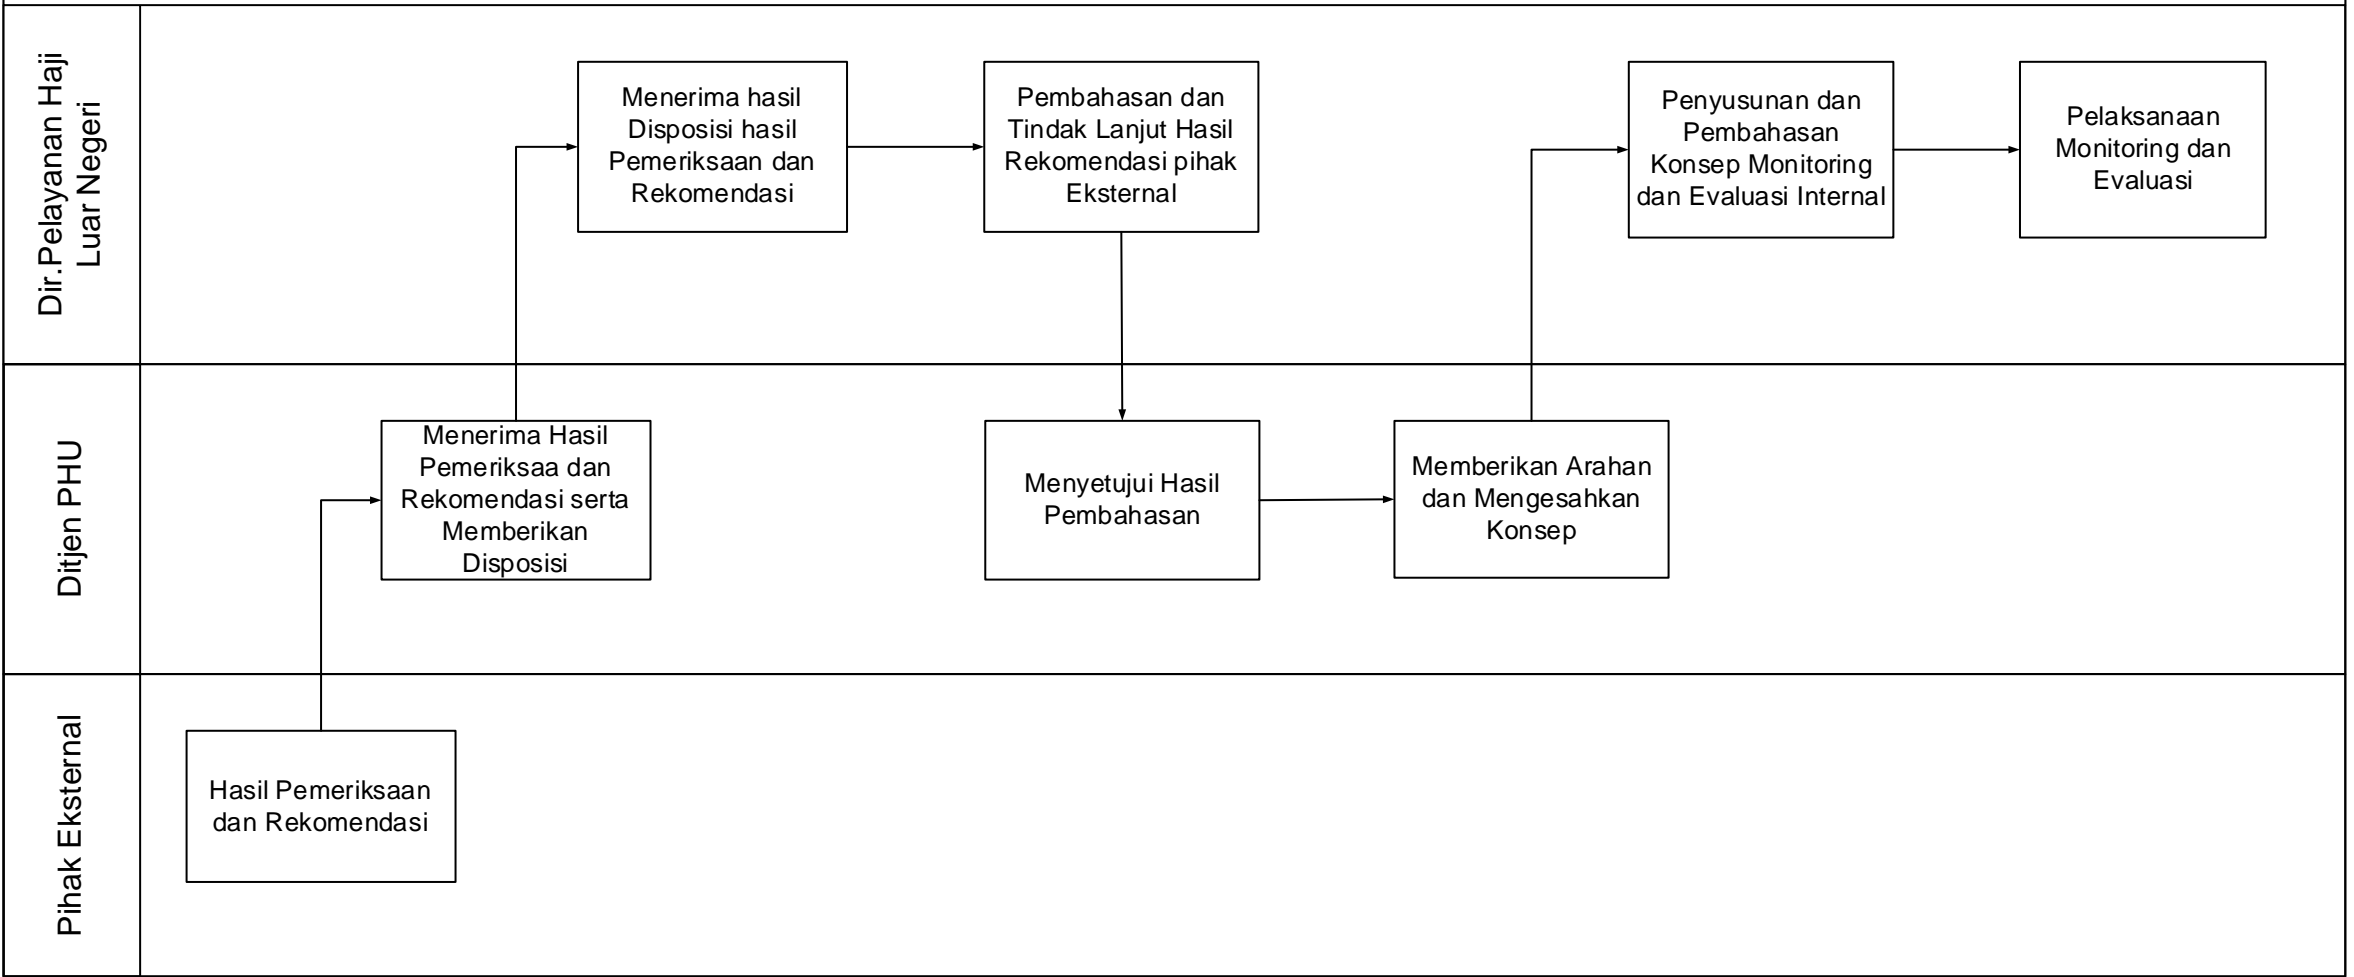 Dir.Pelayanan Haji
Luar Negeri
Menerima hasil
Disposisi hasil
Pemeriksaan dan
Rekomendasi
Pembahasan dan
Tindak Lanjut Hasil
Rekomendasi pihak
Eksternal
Penyusunan dan
Pembahasan
Konsep Monitoring
dan Evaluasi Internal
Pelaksanaan
Monitoring dan
Evaluasi
Ditjen PHU
Menerima Hasil
Pemeriksaa dan
Rekomendasi serta
Memberikan
Disposisi
Menyetujui Hasil
Pembahasan
Memberikan Arahan
dan Mengesahkan
Konsep
Pihak Eksternal
Hasil Pemeriksaan
dan Rekomendasi